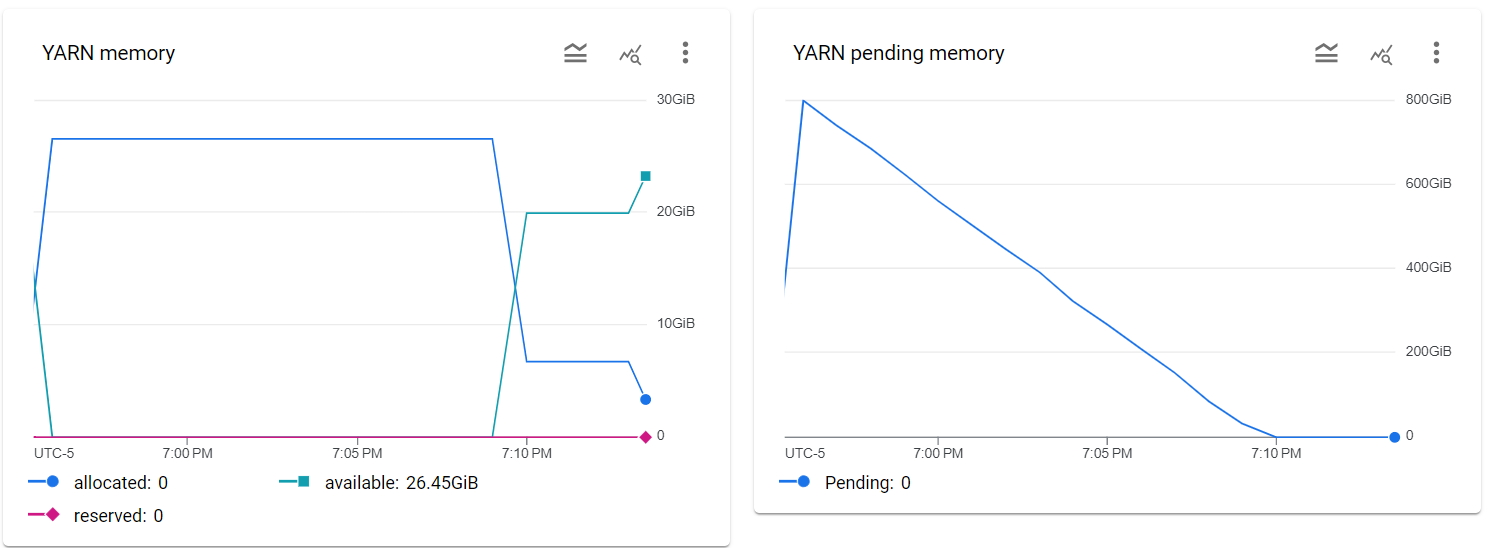 YARN memory
30GiB
20GiB
10GiB
0
UTC-5 7:00 PM 7:05 PM 7:10 PM
allocated: 0 available: 26.45GiB
reserved: 0
YARN pending memory
800GiB
600GiB
400GiB
200GiB
0
UTC-5 7:00 PM 7:05 PM 7:10 PM
Pending: 0